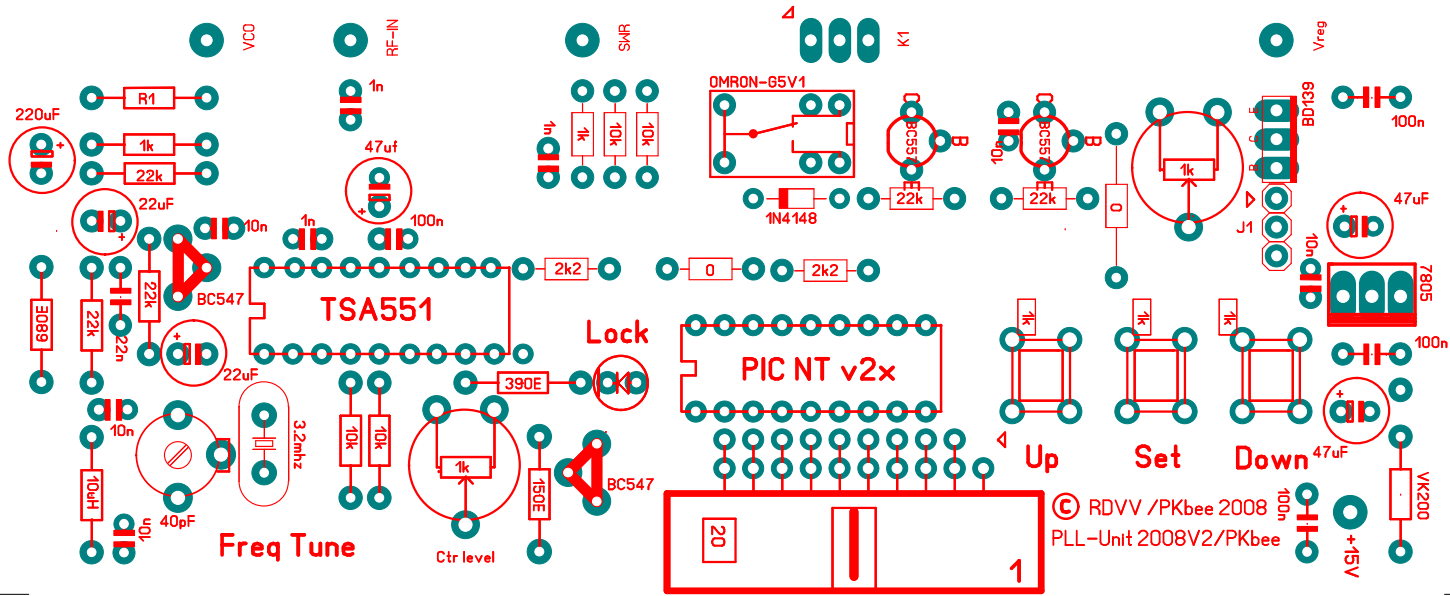 VCO
RF-IN
SWR
K1
Vreg
R1
1n
OMRON-G5V1
BD139
E
C
B
220uF
+
1k
22k
47uf
+
1n
1k
10k
10k
C
BC557
B
E
10n
C
BC557
B
E
0
1k
100n
22uF
+
10n
1n
100n
1N4148
22k
22k
J1
47uF
+
10n
7805
BC547
22k
22n
22k
680E
TSA551
2k2
0
2k2
Lock
PIC NT v2x
1k
1k
1k
100n
+
22uF
390E
10n
3.2mhz
10k
10k
1k
BC547
150E
Up
Set
Down
+
47uF
10uH
40pF
10n
Freq Tune
Ctr level
20
1
© RDVV /PKbee 2008
PLL-Unit 2008V2/PKbee
100n
+15V
VK200